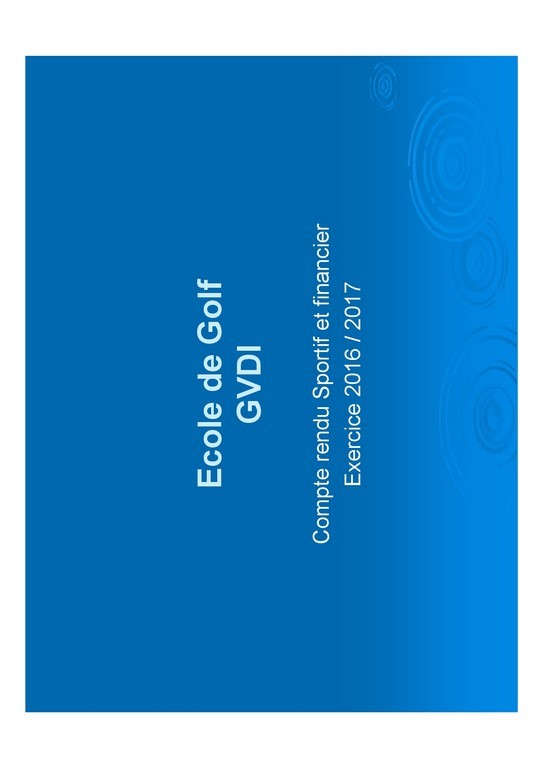 Ecole de Golf
GVDI
Compte rendu Sportif et financier
Exercice 2016 / 2017